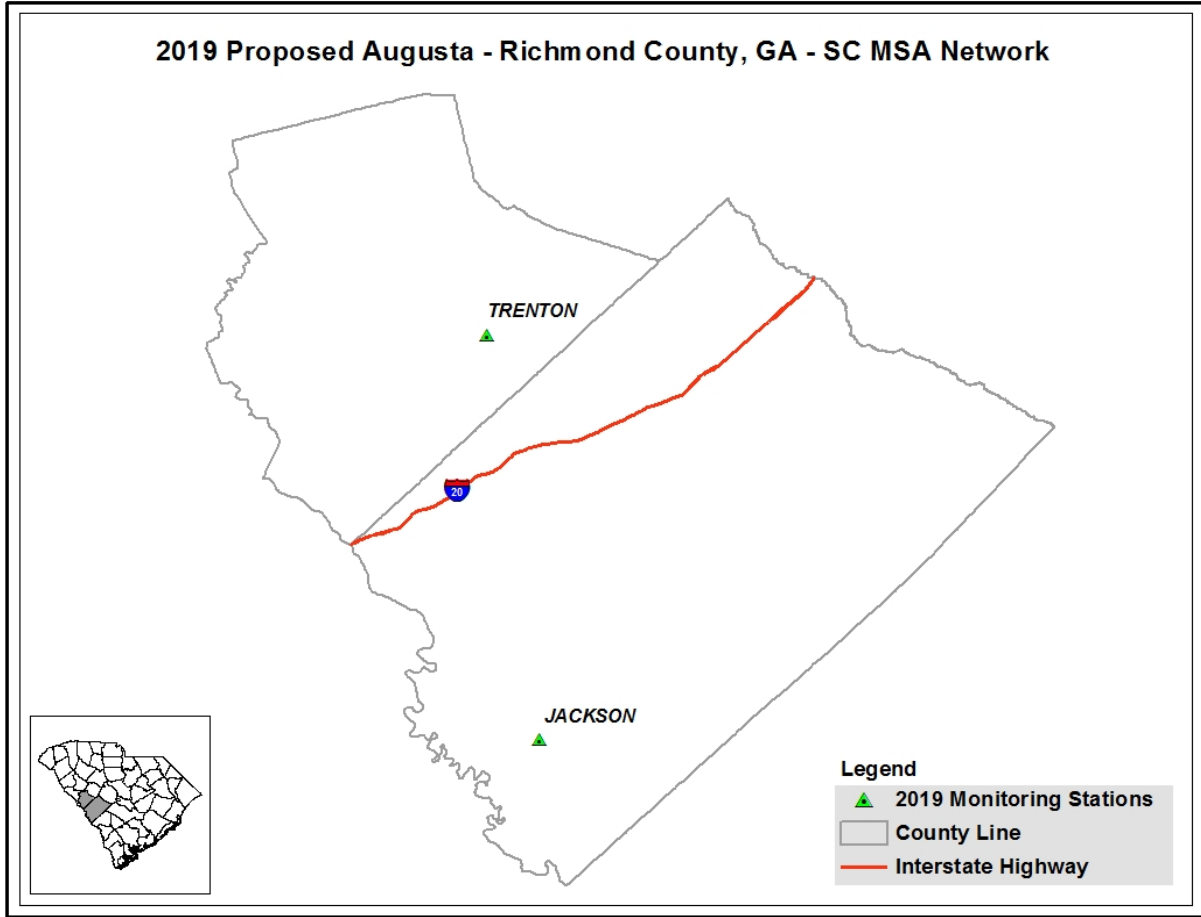 2019 Proposed Augusta - Richmond County, GA - SC MSA Network
TRENTON
20
JACKSON
Legend
2019 Monitoring Stations
County Line
Interstate Highway